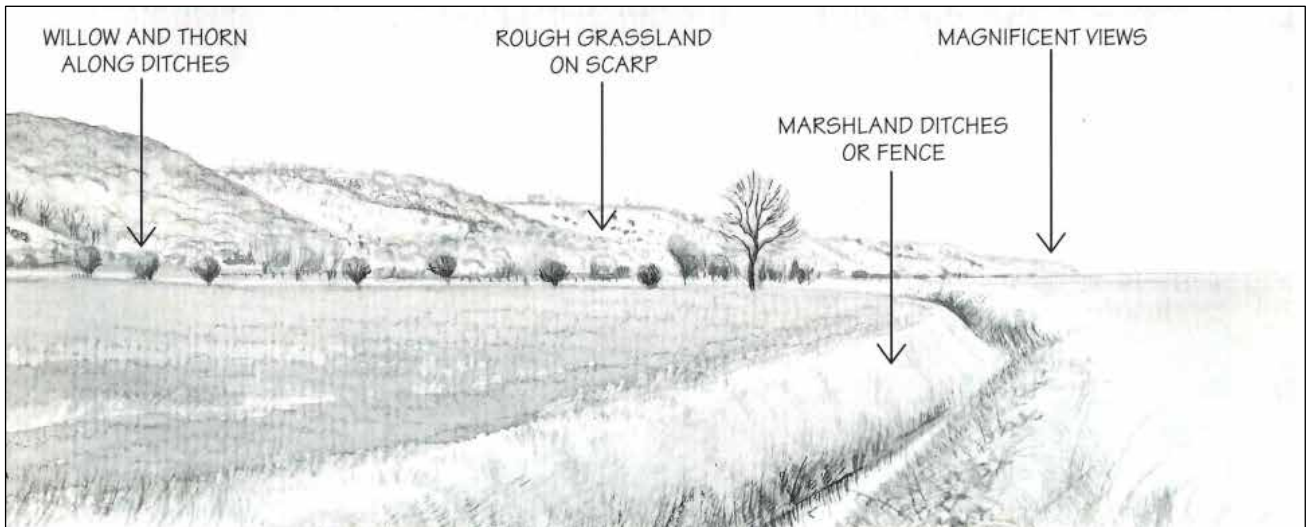 WILLOW AND THORN
ALONG DITCHES
ROUGH GRASSLAND
ON SCARP
MAGNIFICENT VIEWS
MARSHLAND DITCHES
OR FENCE